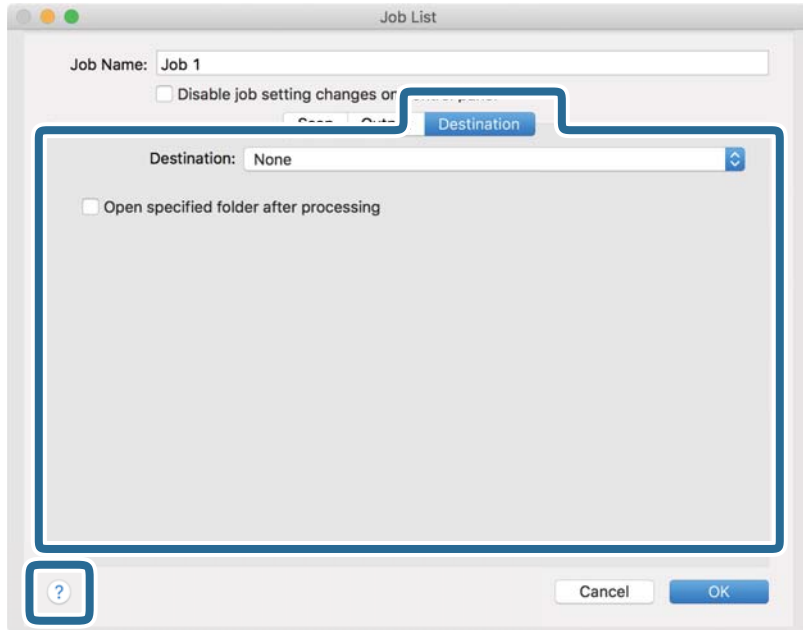 Job List
Job Name: Job 1
Disable job setting changes on
Destination
Destination: None
Open specified folder after processing
?
Cancel OK